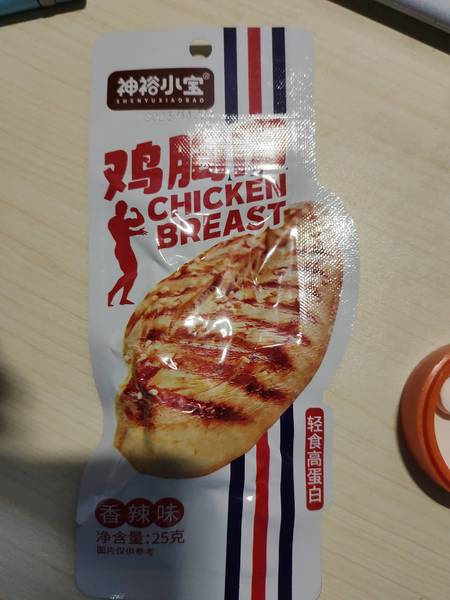 神裕小宝®
SHENYUXIAOBAO
鸡胸肉
CHICKEN
BREAST
轻食高蛋白
香辣味
净含量:25克
图片仅供参考